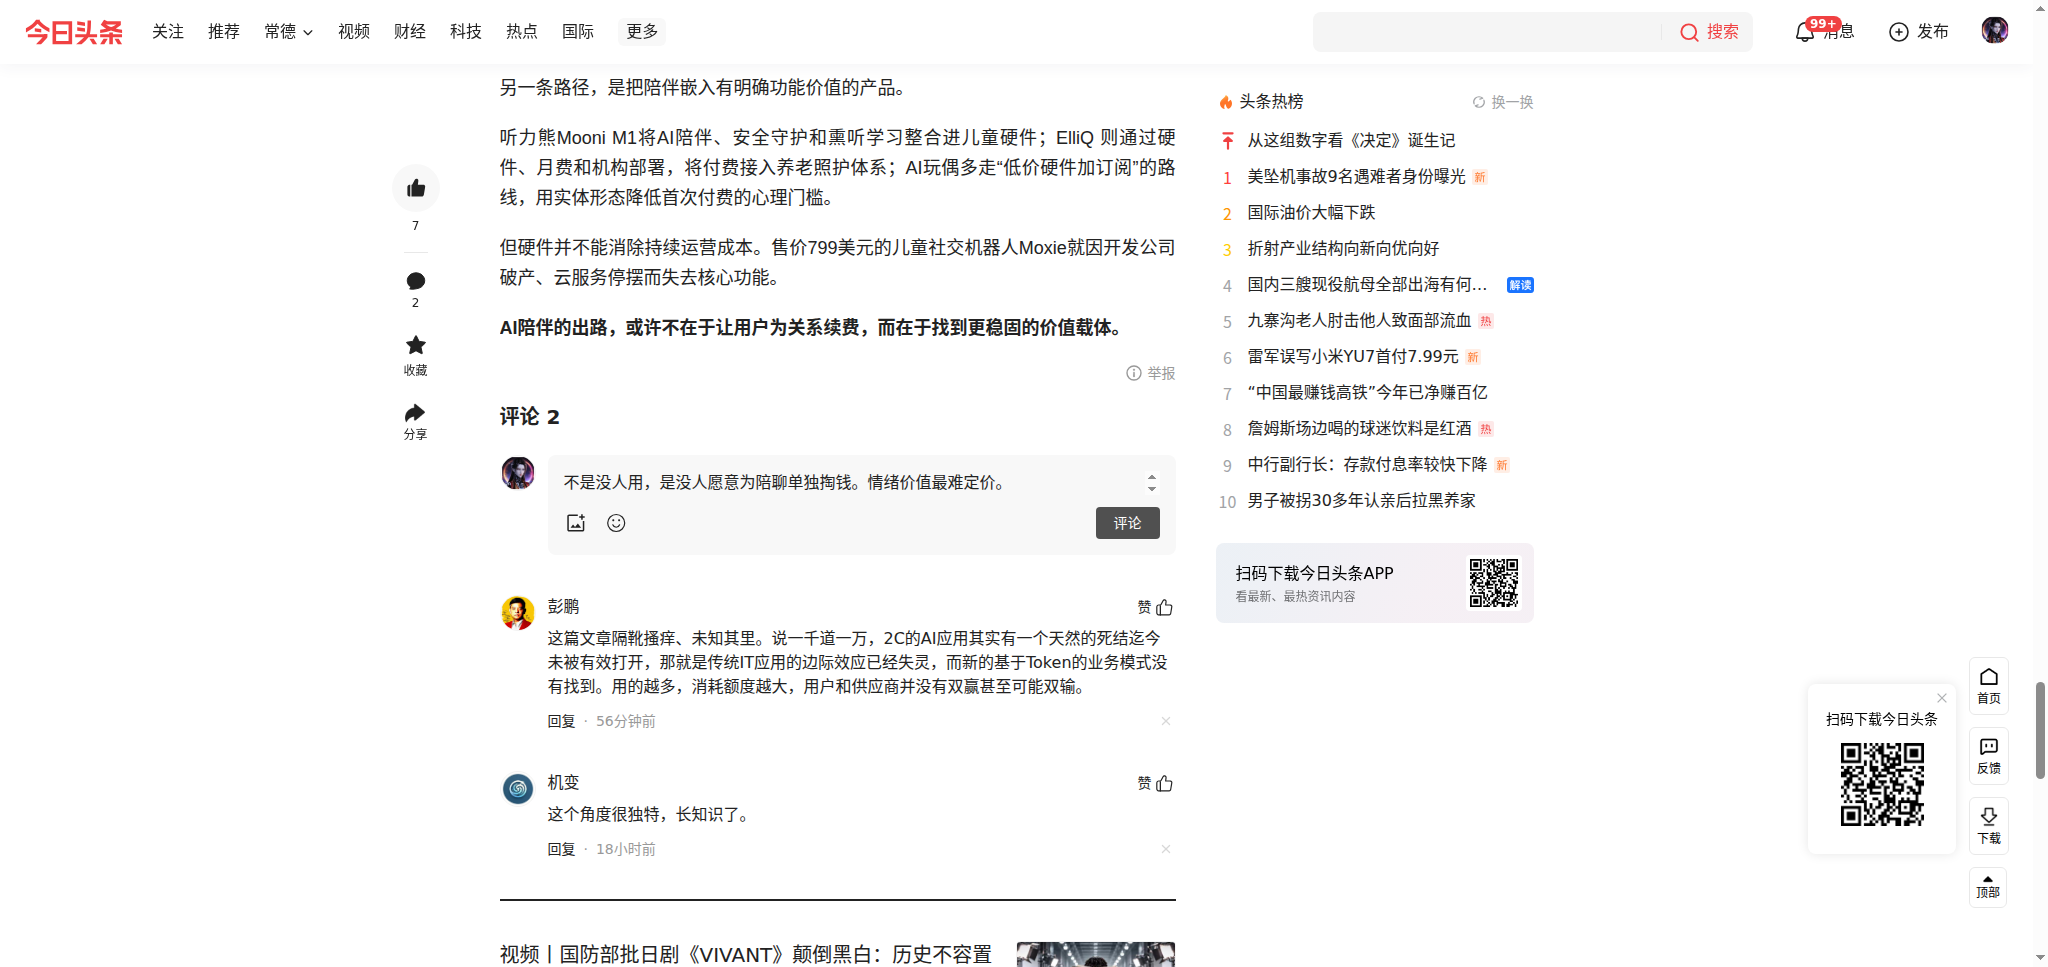 今日头条
关注 推荐 常德 视频 财经 科技 热点 国际 更多
搜索
99+
消息
发布
另一条路径，是把陪伴嵌入有明确功能价值的产品。
听力熊Mooni M1将AI陪伴、安全守护和熏听学习整合进儿童硬件；ElliQ 则通过硬
件、月费和机构部署，将付费接入养老照护体系；AI玩偶多走“低价硬件加订阅”的路
线，用实体形态降低首次付费的心理门槛。
但硬件并不能消除持续运营成本。售价799美元的儿童社交机器人Moxie就因开发公司
破产、云服务停摆而失去核心功能。
AI陪伴的出路，或许不在于让用户为关系续费，而在于找到更稳固的价值载体。
举报
7
2
收藏
分享
评论 2
不是没人用，是没人愿意为陪聊单独掏钱。情绪价值最难定价。
评论
彭鹏
赞
这篇文章隔靴搔痒、未知其里。说一千道一万，2C的AI应用其实有一个天然的死结迄今
未被有效打开，那就是传统IT应用的边际效应已经失灵，而新的基于Token的业务模式没
有找到。用的越多，消耗额度越大，用户和供应商并没有双赢甚至可能双输。
回复 · 56分钟前
机变
赞
这个角度很独特，长知识了。
回复 · 18小时前
视频丨国防部批日剧《VIVANT》颠倒黑白：历史不容置
头条热榜
换一换
从这组数字看《决定》诞生记
1 美坠机事故9名遇难者身份曝光 新
2 国际油价大幅下跌
3 折射产业结构向新向优向好
4 国内三艘现役航母全部出海有何… 解读
5 九寨沟老人肘击他人致面部流血 热
6 雷军误写小米YU7首付7.99元 新
7 “中国最赚钱高铁”今年已净赚百亿
8 詹姆斯场边喝的球迷饮料是红酒 热
9 中行副行长：存款付息率较快下降 新
10 男子被拐30多年认亲后拉黑养家
扫码下载今日头条APP
看最新、最热资讯内容
扫码下载今日头条
首页
反馈
下载
顶部